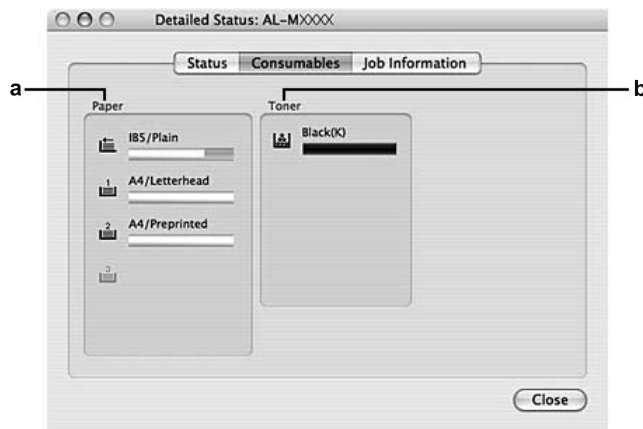 Detailed Status: AL-MXXXX
Status Consumables Job Information
a b
Paper Toner
IB5/Plain Black(K)
1
A4/Letterhead
2
A4/Preprinted
3
Close